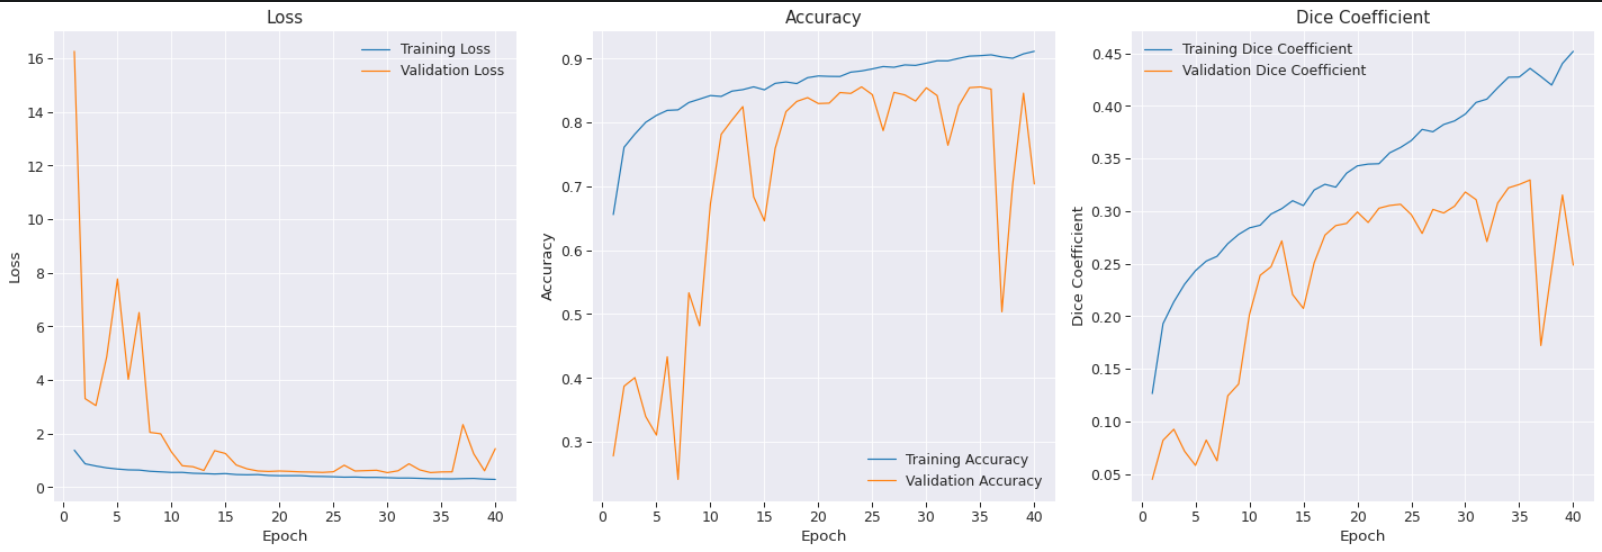 Loss
16
14
12
10
8
6
4
2
0
Loss
0 5 10 15 20 25 30 35 40
Epoch
Training Loss
Validation Loss
Accuracy
0.9
0.8
0.7
0.6
0.5
0.4
0.3
Accuracy
0 5 10 15 20 25 30 35 40
Epoch
Training Accuracy
Validation Accuracy
Dice Coefficient
0.45
0.40
0.35
0.30
0.25
0.20
0.15
0.10
0.05
Dice Coefficient
0 5 10 15 20 25 30 35 40
Epoch
Training Dice Coefficient
Validation Dice Coefficient